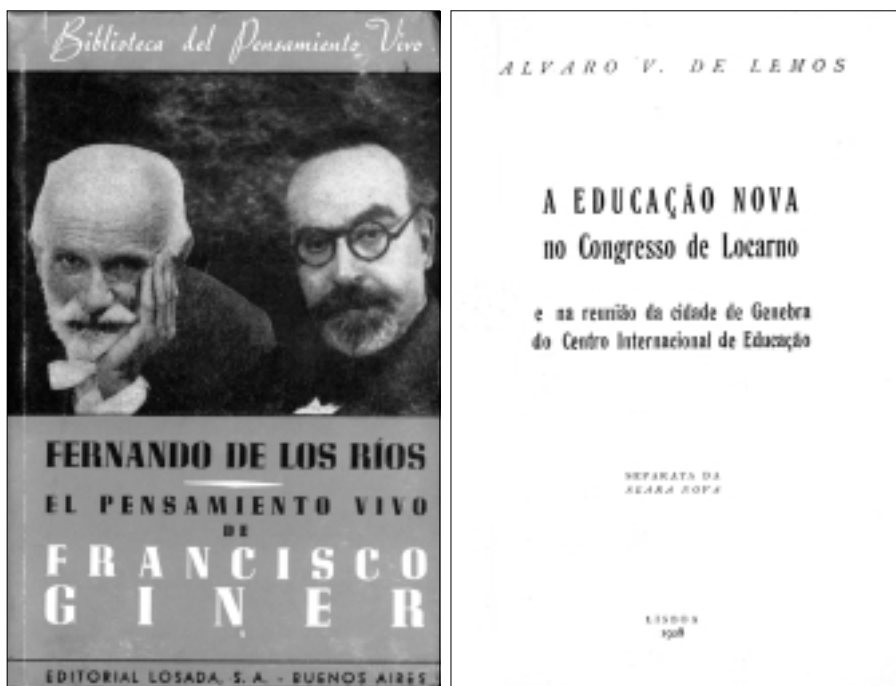 Biblioteca del Pensamiento Vivo
FERNANDO DE LOS RÍOS
EL PENSAMIENTO VIVO
DE
FRANCISCO
GINER
EDITORIAL LOSADA, S. A. - BUENOS AIRES
ALVARO V. DE LEMOS
A EDUCAÇÃO NOVA
no Congresso de Locarno
e na reunião da cidade de Genebra
do Centro Internacional de Educação
SEPARATA DA
SEARA NOVA
LISBOA
1928